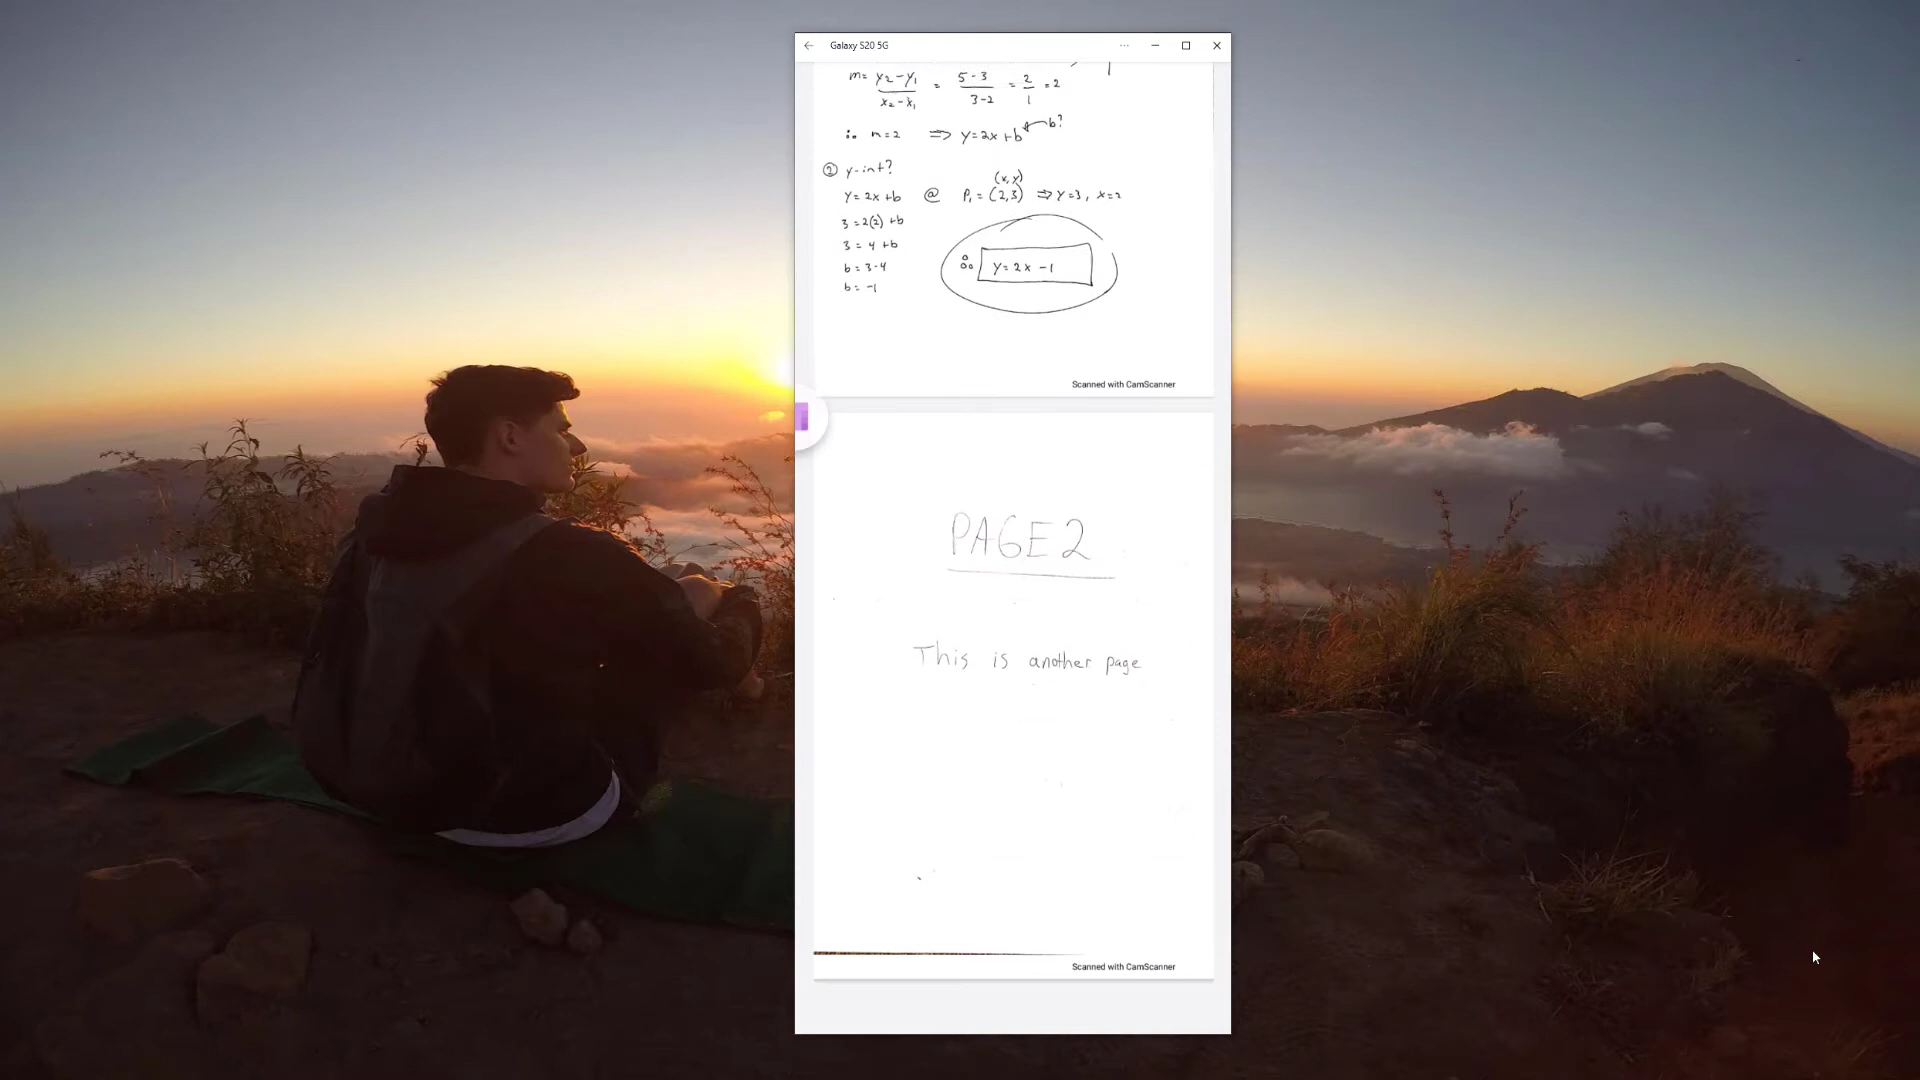 Galaxy S20 5G
m= y₂-y₁ / x₂-x₁ = 5-3 / 3-2 = 2/1 = 2
∴ m=2 ⇒ y=2x+b ← b?
② y-int?
(x,y)
y=2x+b @ P₁=(2,3) ⇒ y=3, x=2
3=2(2)+b
3 = 4 +b
b = 3-4
b = -1
∴ y=2x -1
Scanned with CamScanner
PAGE 2
This is another page
Scanned with CamScanner